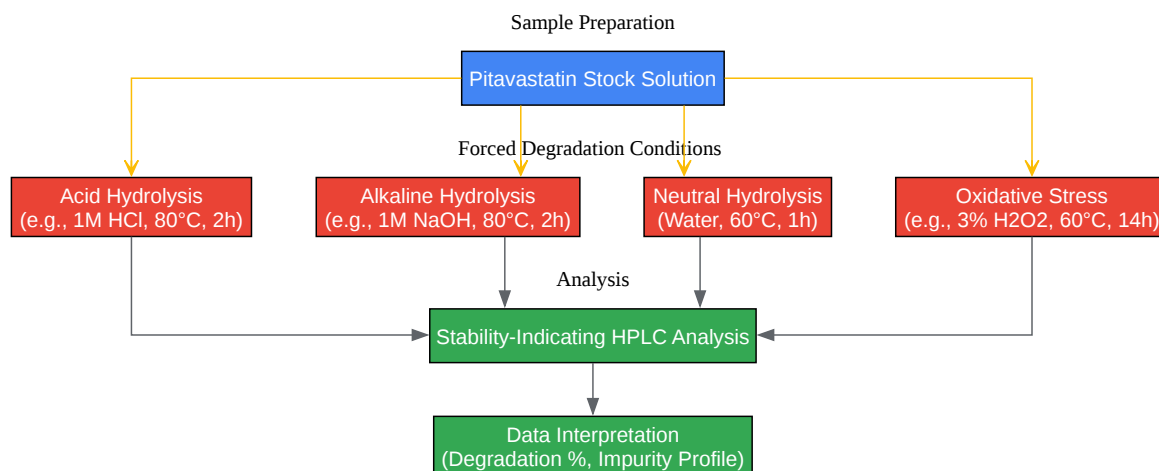 Sample Preparation
Pitavastatin Stock Solution
Forced Degradation Conditions
Acid Hydrolysis
(e.g., 1M HCl, 80°C, 2h)
Alkaline Hydrolysis
(e.g., 1M NaOH, 80°C, 2h)
Neutral Hydrolysis
(Water, 60°C, 1h)
Oxidative Stress
(e.g., 3% H2O2, 60°C, 14h)
Analysis
Stability-Indicating HPLC Analysis
Data Interpretation
(Degradation %, Impurity Profile)